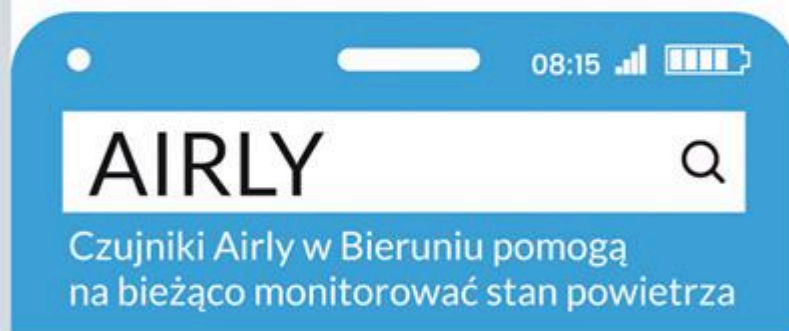 08:15
AIRLY
Czujniki Airly w Bieruniu pomogą
na bieżąco monitorować stan powietrza